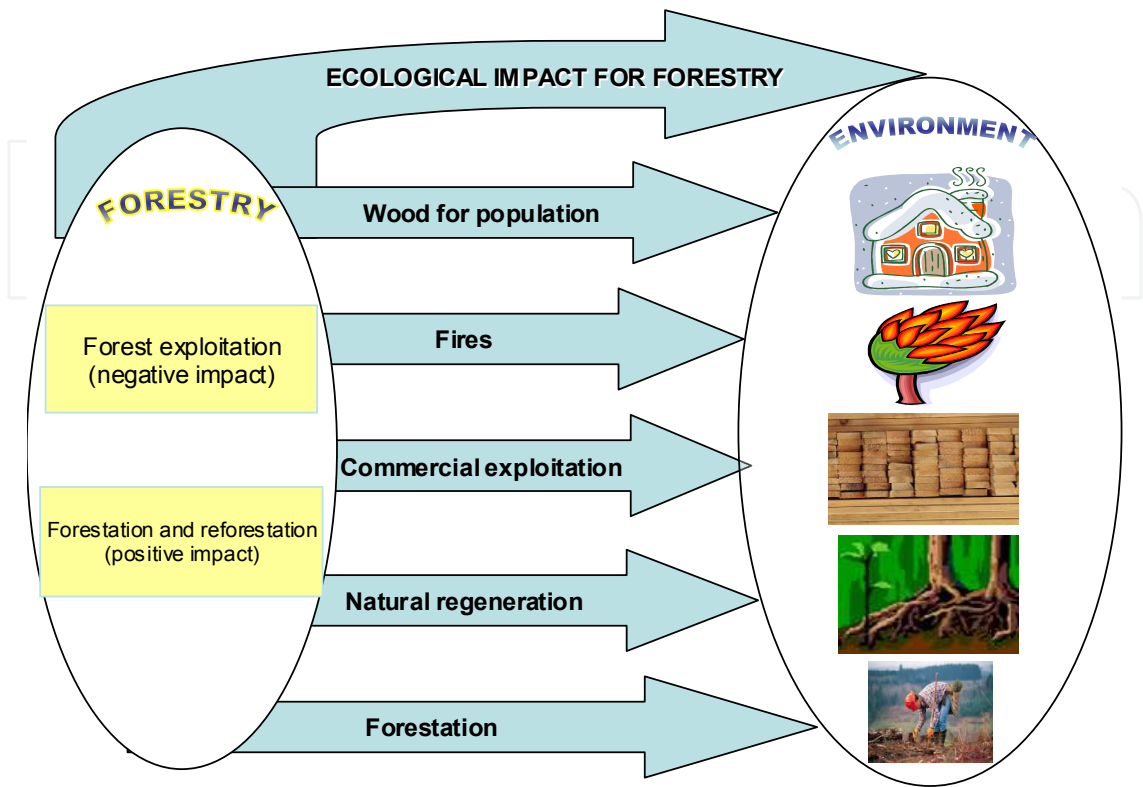 ECOLOGICAL IMPACT FOR FORESTRY
ENVIRONMENT
FORESTRY
Wood for population
Forest exploitation
(negative impact)
Fires
Commercial exploitation
Forestation and reforestation
(positive impact)
Natural regeneration
Forestation